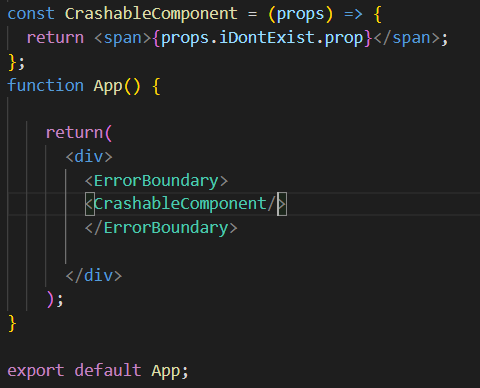 const CrashableComponent = (props) => {
  return <span>{props.iDontExist.prop}</span>;
};
function App() {
    return(
      <div>
        <ErrorBoundary>
        <CrashableComponent/>
        </ErrorBoundary>
      </div>
    );
}
export default App;